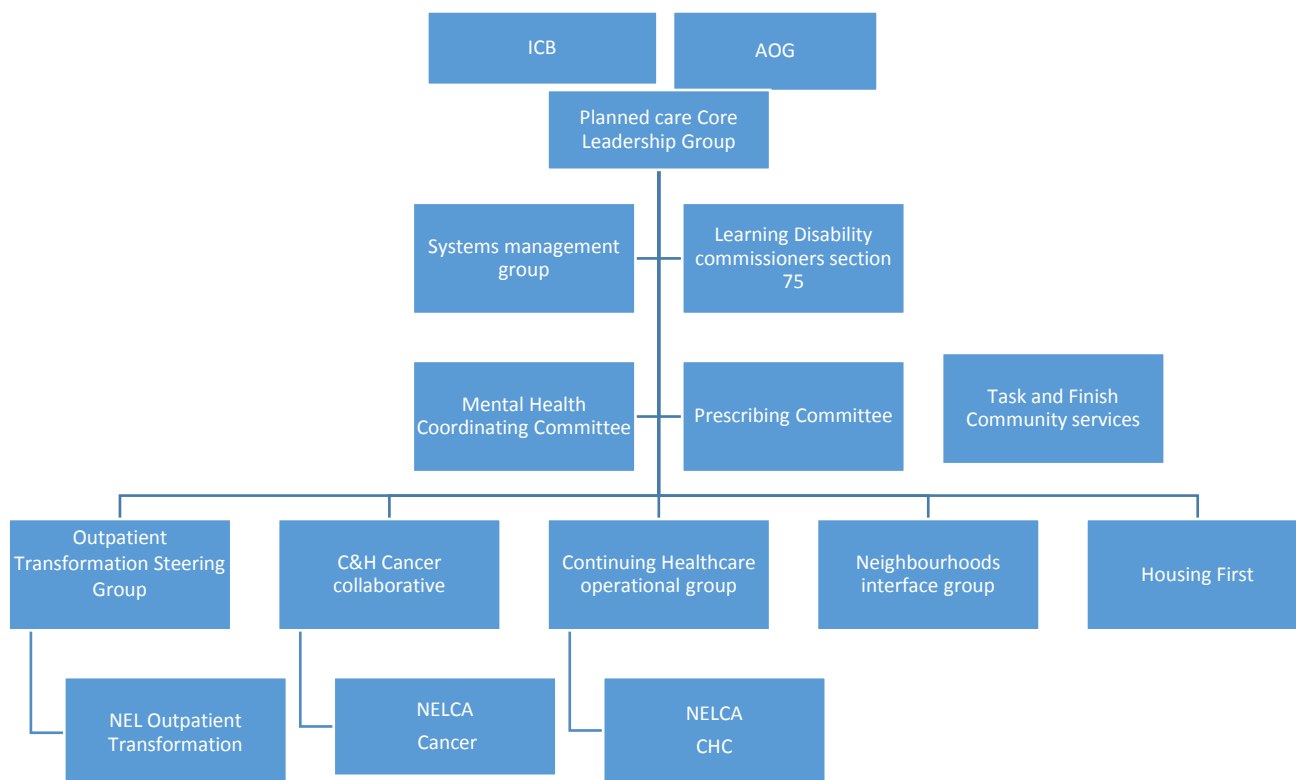 ICB
AOG
Planned care Core
Leadership Group
Systems management
group
Learning Disability
commissioners section
75
Mental Health
Coordinating Committee
Prescribing Committee
Task and Finish
Community services
Outpatient
Transformation Steering
Group
C&H Cancer
collaborative
Continuing Healthcare
operational group
Neighbourhoods
interface group
Housing First
NEL Outpatient
Transformation
NELCA
Cancer
NELCA
CHC